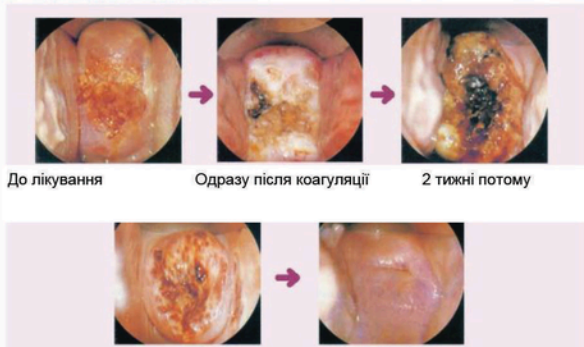 До лікування
Одразу після коагуляції
2 тижні потому